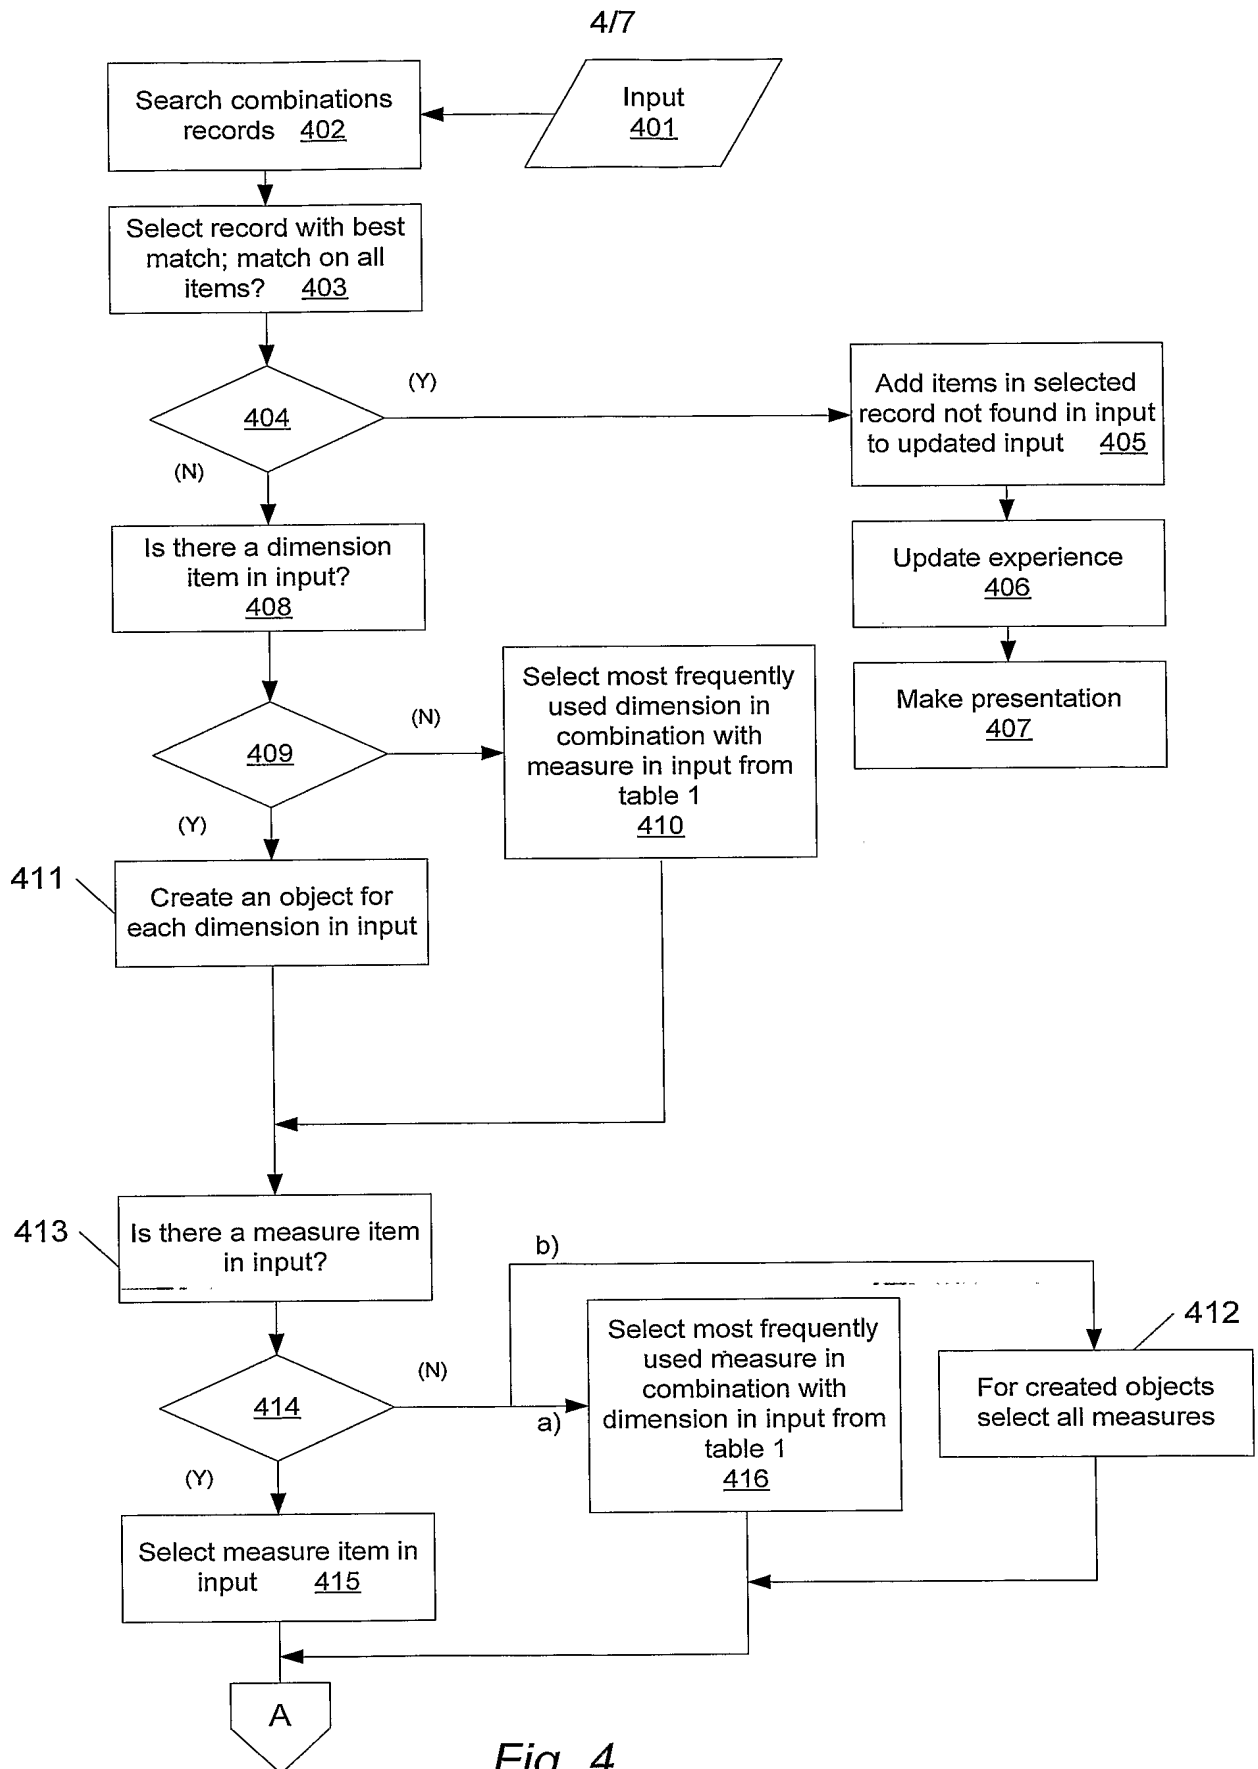 4/7
Input
401
Search combinations
records 402
Select record with best
match; match on all
items? 403
404
(Y)
(N)
Add items in selected
record not found in input
to updated input 405
Update experience
406
Make presentation
407
Is there a dimension
item in input?
408
409
(N)
(Y)
Select most frequently
used dimension in
combination with
measure in input from
table 1
410
411
Create an object for
each dimension in input
413
Is there a measure item
in input?
414
(N)
(Y)
b)
a)
Select most frequently
used measure in
combination with
dimension in input from
table 1
416
412
For created objects
select all measures
Select measure item in
input 415
A
Fig. 4